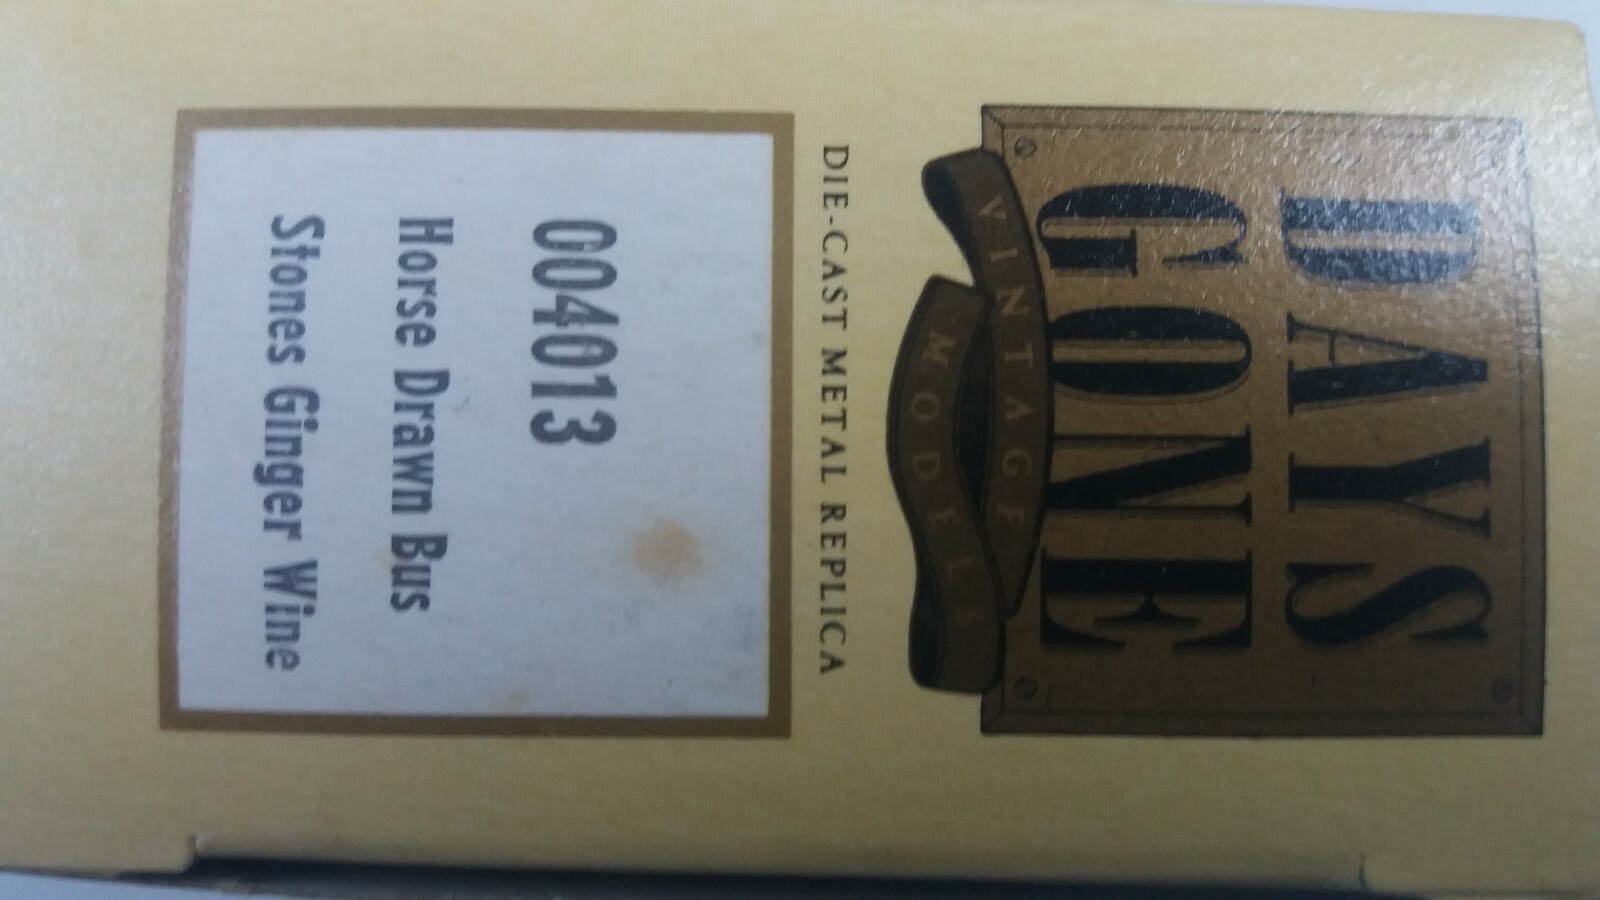 DAYS
GONE
VINTAGE
MODELS
DIE-CAST METAL REPLICA
004013
Horse Drawn Bus
Stones Ginger Wine